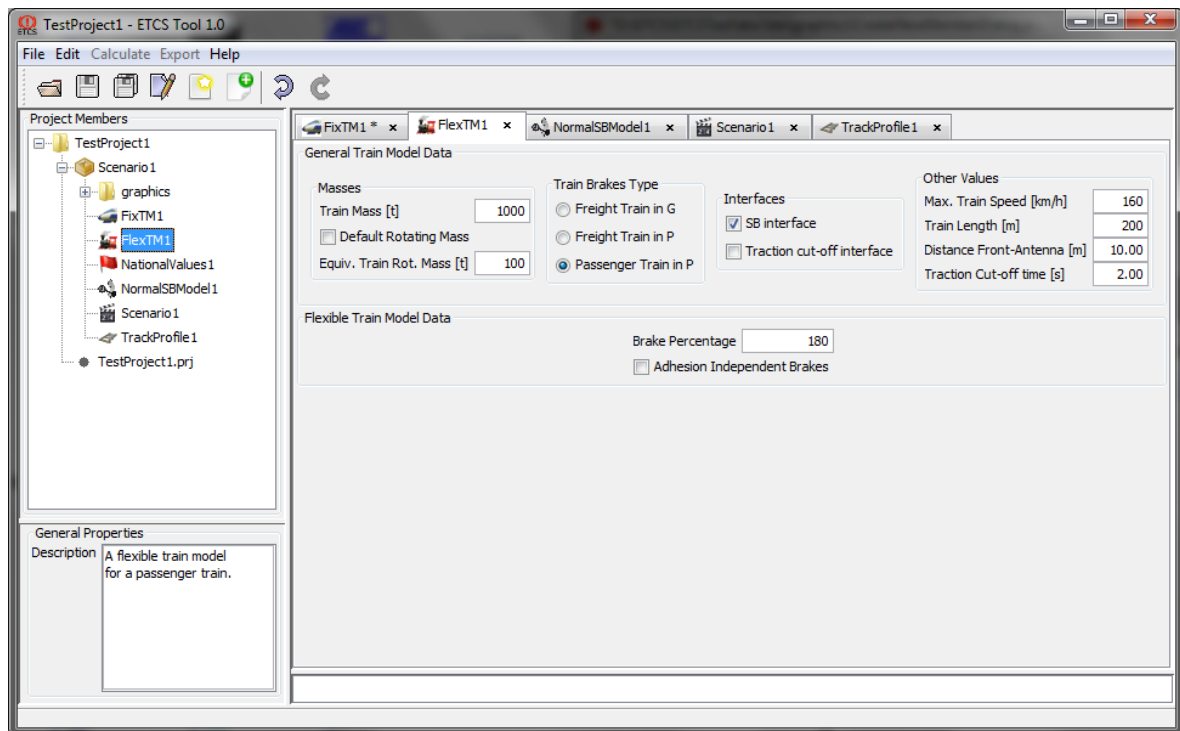 TestProject1 - ETCS Tool 1.0
ETCS
File Edit Calculate Export Help
Project Members
TestProject1
Scenario1
graphics
FixTM1
FlexTM1
NationalValues1
NormalSBModel1
Scenario1
TrackProfile1
TestProject1.prj
General Properties
Description
A flexible train model
for a passenger train.
FixTM1 * x FlexTM1 x NormalSBModel1 x Scenario1 x TrackProfile1 x
General Train Model Data
Masses
Train Mass [t] 1000
Default Rotating Mass
Equiv. Train Rot. Mass [t] 100
Train Brakes Type
Freight Train in G
Freight Train in P
Passenger Train in P
Interfaces
SB interface
Traction cut-off interface
Other Values
Max. Train Speed [km/h] 160
Train Length [m] 200
Distance Front-Antenna [m] 10.00
Traction Cut-off time [s] 2.00
Flexible Train Model Data
Brake Percentage 180
Adhesion Independent Brakes